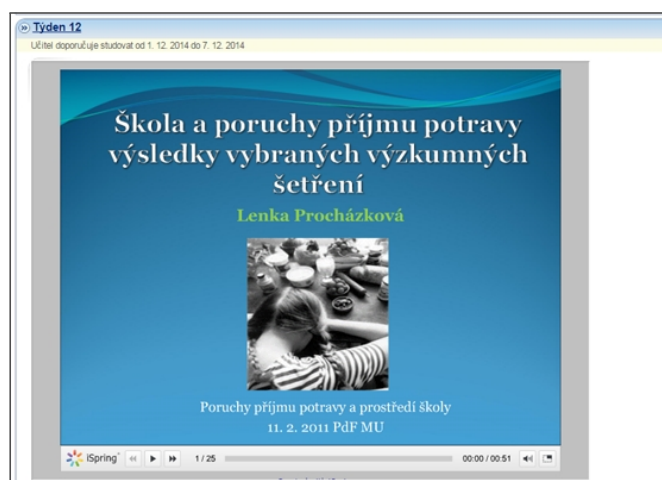 Týden 12
Učitel doporučuje studovat od 1. 12. 2014 do 7. 12. 2014
Škola a poruchy příjmu potravy
výsledky vybraných výzkumných
šetření
Lenka Procházková
Poruchy příjmu potravy a prostředí školy
11. 2. 2011 PdF MU
iSpring 1 / 25 00:00 / 00:51